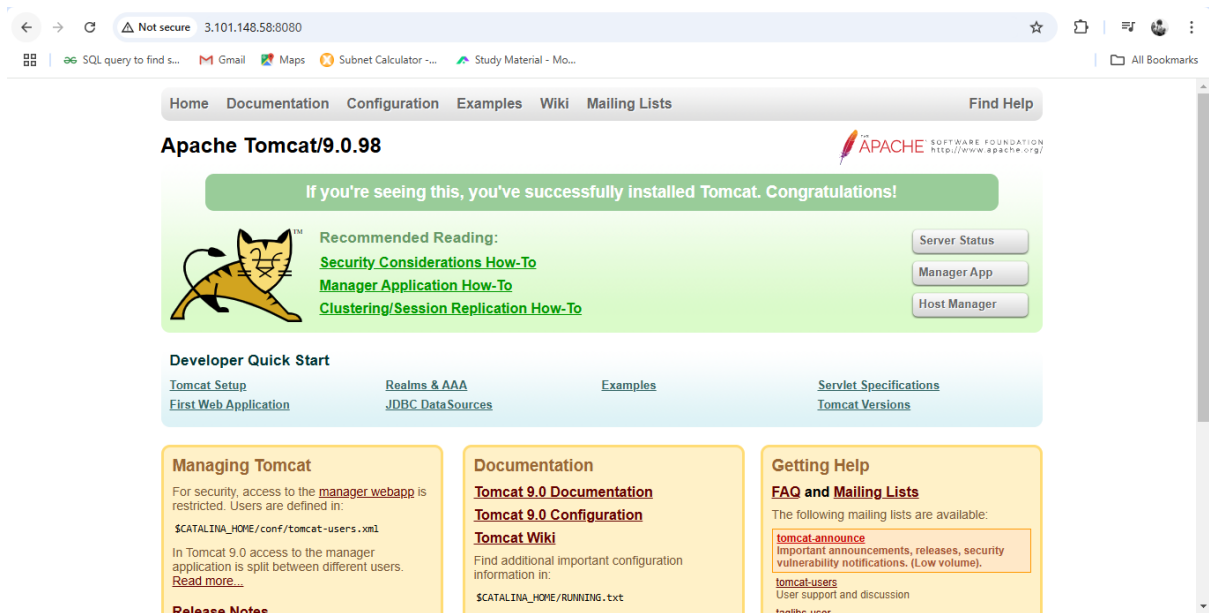 Not secure 3.101.148.58:8080
SQL query to find s... Gmail Maps Subnet Calculator -... Study Material - Mo... All Bookmarks
Home Documentation Configuration Examples Wiki Mailing Lists Find Help
Apache Tomcat/9.0.98
THE
APACHE SOFTWARE FOUNDATION
http://www.apache.org/
If you're seeing this, you've successfully installed Tomcat. Congratulations!
TM
Recommended Reading:
Security Considerations How-To
Manager Application How-To
Clustering/Session Replication How-To
Server Status
Manager App
Host Manager
Developer Quick Start
Tomcat Setup
First Web Application
Realms & AAA
JDBC DataSources
Examples
Servlet Specifications
Tomcat Versions
Managing Tomcat
For security, access to the manager webapp is
restricted. Users are defined in:
$CATALINA_HOME/conf/tomcat-users.xml
In Tomcat 9.0 access to the manager
application is split between different users.
Read more...
Release Notes
Documentation
Tomcat 9.0 Documentation
Tomcat 9.0 Configuration
Tomcat Wiki
Find additional important configuration
information in:
$CATALINA_HOME/RUNNING.txt
Getting Help
FAQ and Mailing Lists
The following mailing lists are available:
tomcat-announce
Important announcements, releases, security
vulnerability notifications. (Low volume).
tomcat-users
User support and discussion
taglibs-user